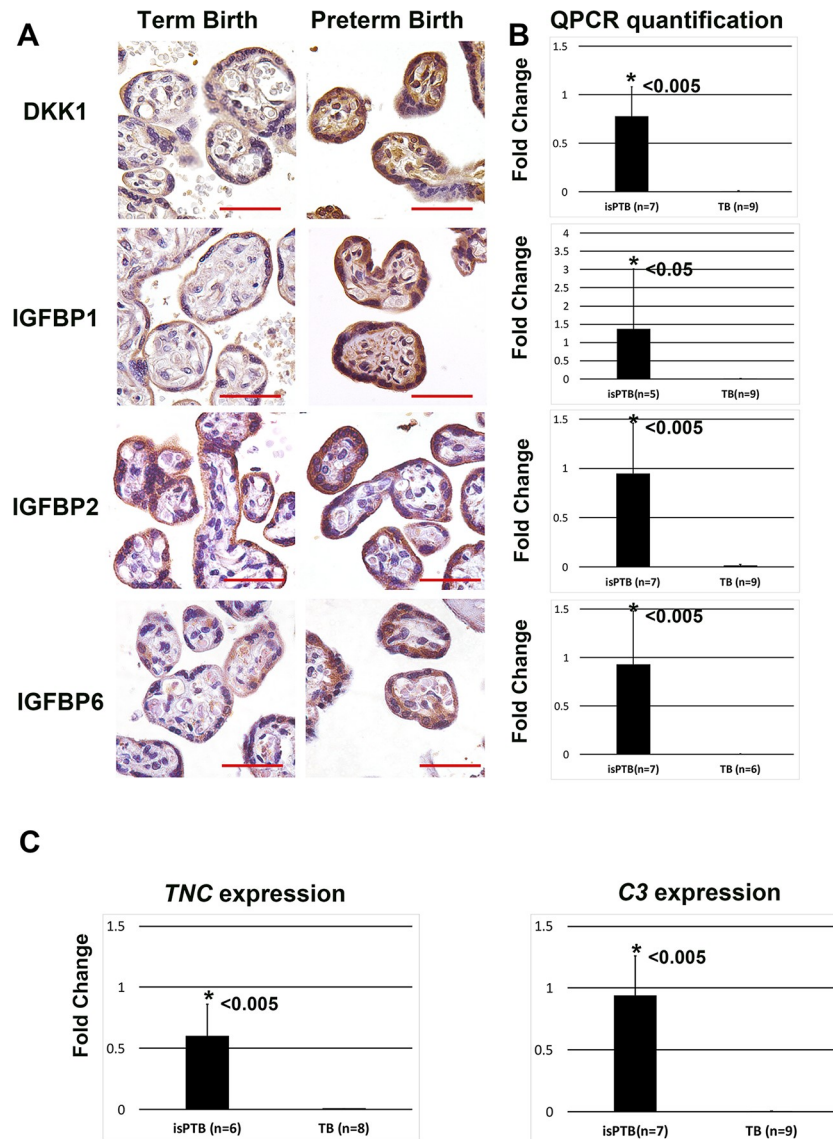 A
Term Birth
Preterm Birth
B
QPCR quantification
DKK1
Fold Change
1.5
1
0.5
0
* <0.005
isPTB (n=7)
TB (n=9)
IGFBP1
Fold Change
4
3.5
3
2.5
2
1.5
1
0.5
0
* <0.05
isPTB(n=5)
TB(n=9)
IGFBP2
Fold Change
1.5
1
0.5
0
* <0.005
isPTB (n=7)
TB (n=9)
IGFBP6
Fold Change
1.5
1
0.5
0
* <0.005
isPTB(n=7)
TB (n=6)
C
TNC expression
Fold Change
1.5
1
0.5
0
* <0.005
isPTB (n=6)
TB (n=8)
C3 expression
1.5
1
0.5
0
* <0.005
isPTB(n=7)
TB (n=9)